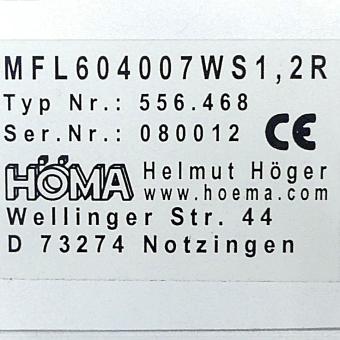 MFL604007WS1,2R
Typ Nr.: 556.468
Ser.Nr.: 080012 CE
HÖMA Helmut Höger
www.hoema.com
Wellinger Str. 44
D 73274 Notzingen